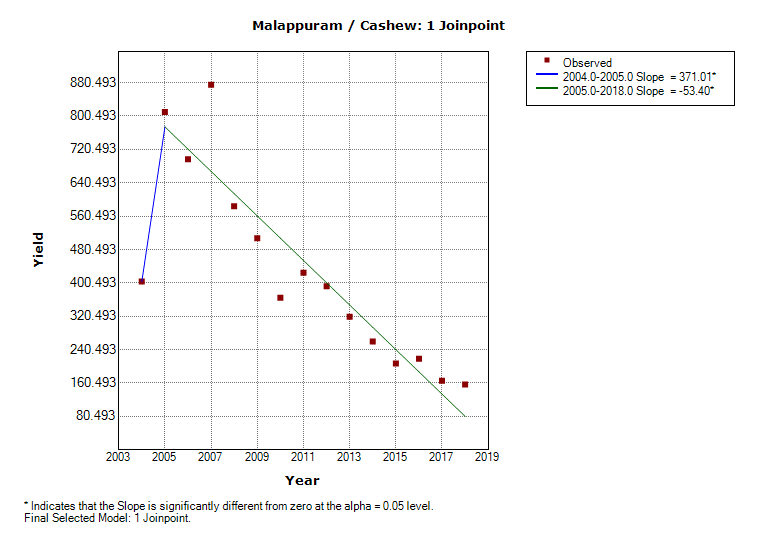 Malappuram / Cashew: 1 Joinpoint
Observed
2004.0-2005.0 Slope = 371.01*
2005.0-2018.0 Slope = -53.40*
880.493
800.493
720.493
640.493
560.493
480.493
400.493
320.493
240.493
160.493
80.493
Yield
2003 2005 2007 2009 2011 2013 2015 2017 2019
Year
* Indicates that the Slope is significantly different from zero at the alpha = 0.05 level.
Final Selected Model: 1 Joinpoint.